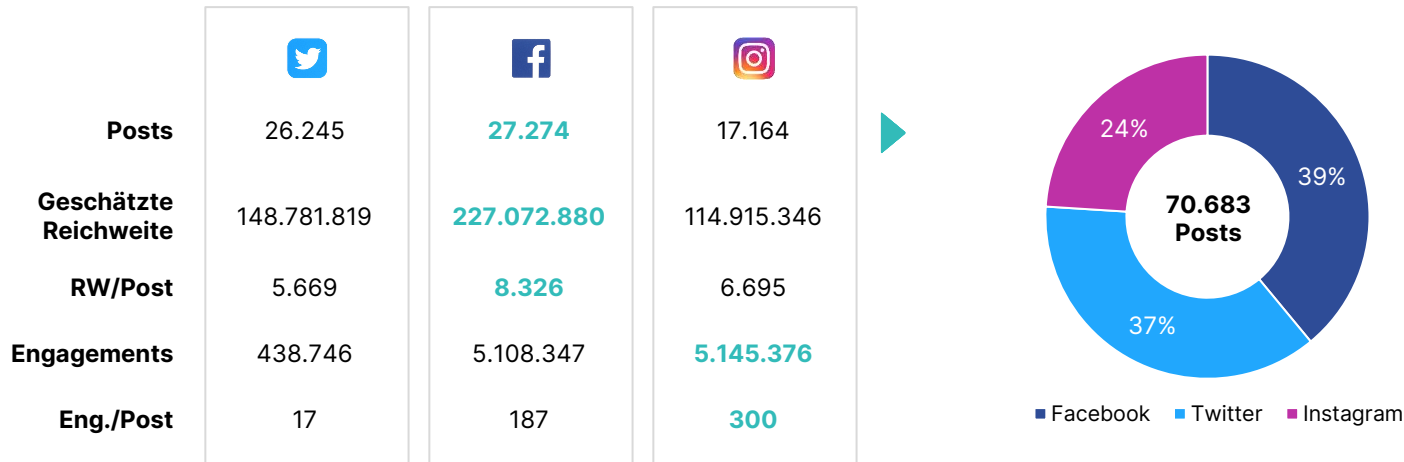 Posts 26.245 27.274 17.164
Geschätzte
Reichweite 148.781.819 227.072.880 114.915.346
RW/Post 5.669 8.326 6.695
Engagements 438.746 5.108.347 5.145.376
Eng./Post 17 187 300
24%
39%
70.683
Posts
37%
Facebook Twitter Instagram